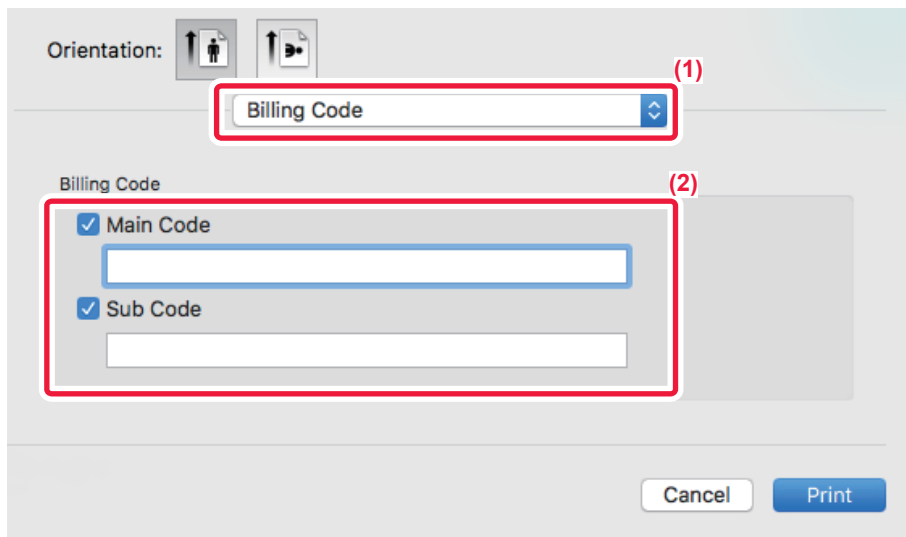 Orientation:
(1)
Billing Code
Billing Code
(2)
Main Code
Sub Code
Cancel Print